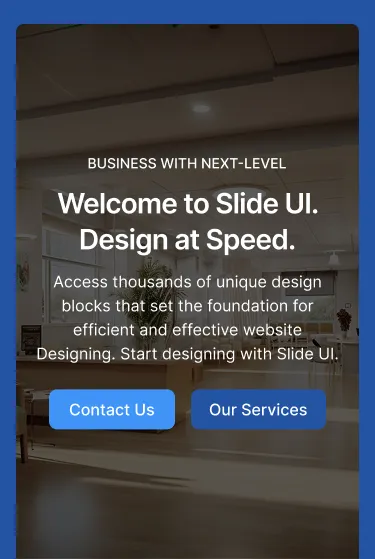 BUSINESS WITH NEXT-LEVEL
Welcome to Slide UI.
Design at Speed.
Access thousands of unique design
blocks that set the foundation for
efficient and effective website
Designing. Start designing with Slide UI.
Contact Us
Our Services